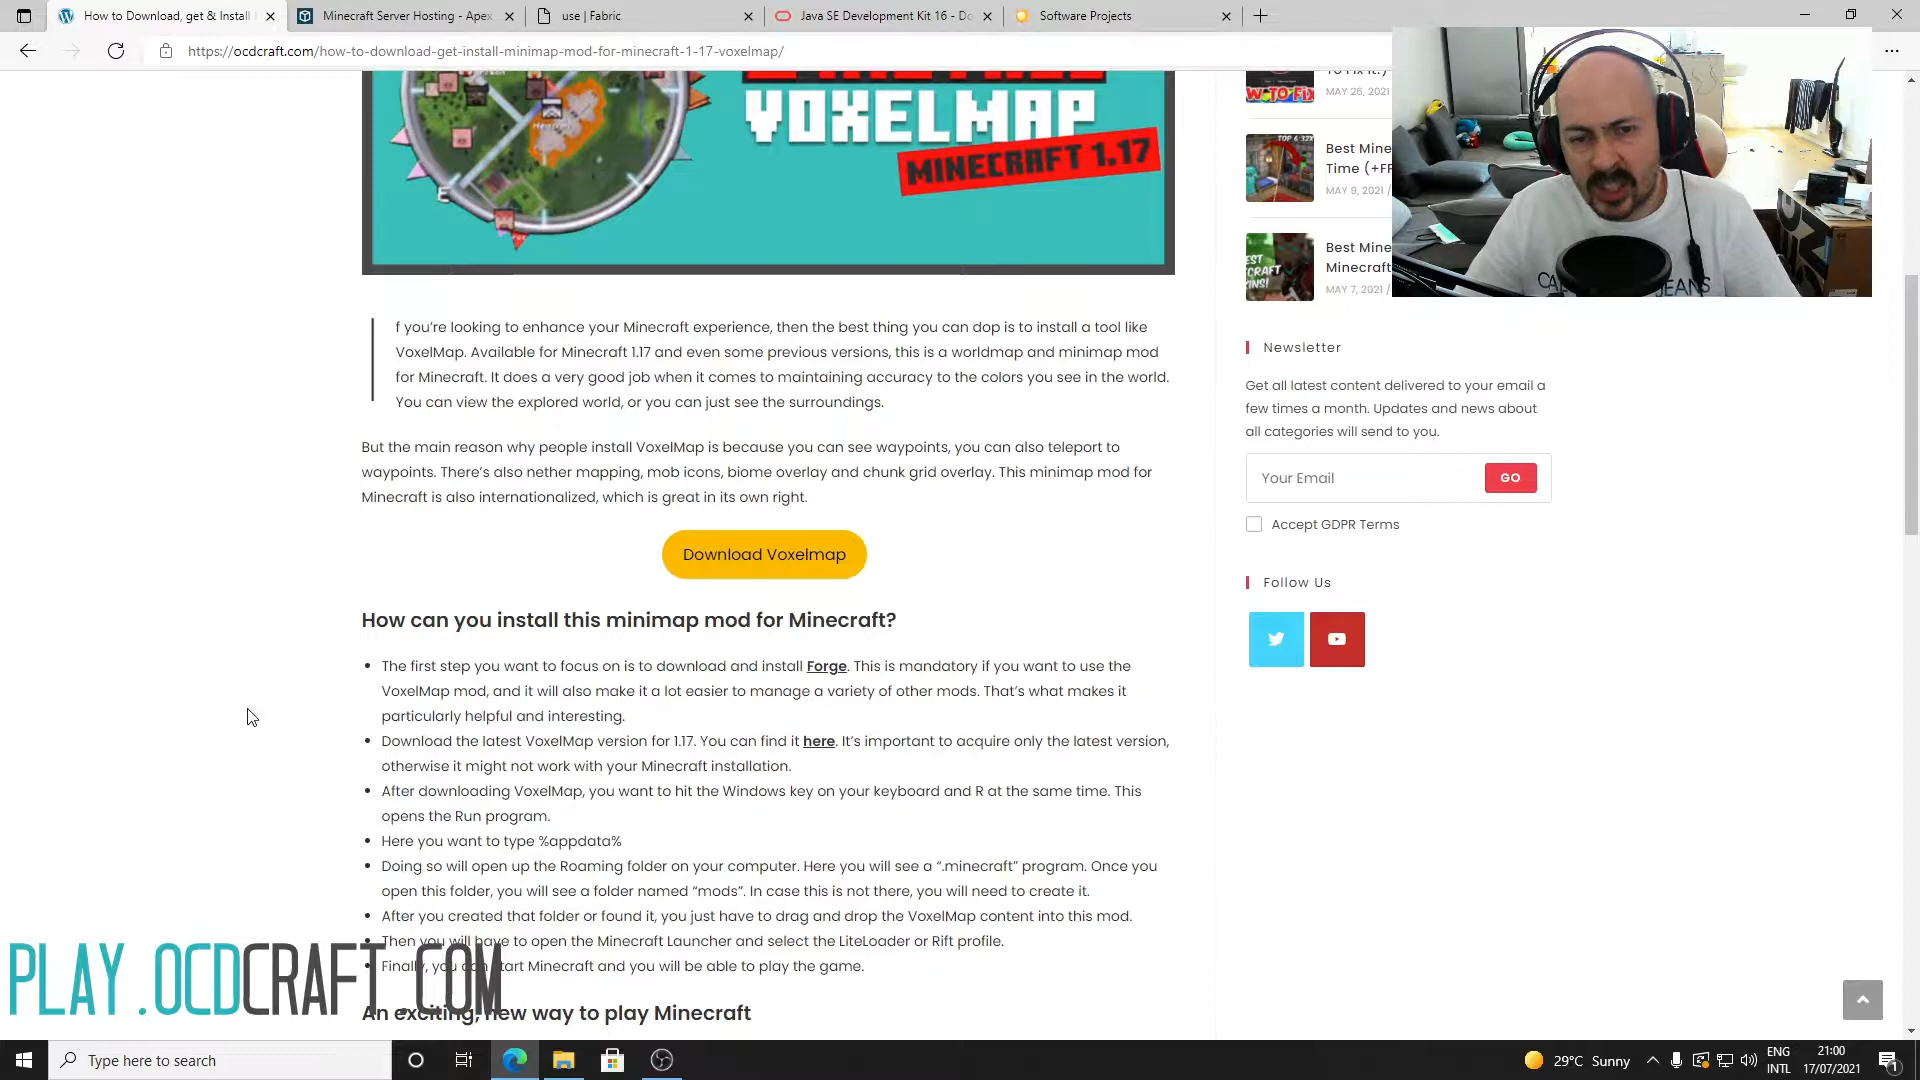 How to Download, get & Install
Minecraft Server Hosting - Apex
use | Fabric
Java SE Development Kit 16 - Do
Software Projects
https://ocdcraft.com/how-to-download-get-install-minimap-mod-for-minecraft-1-17-voxelmap/
VOXELMAP
MINECRAFT 1.17
To Fix It!)
MAY 26, 2021
W TO FIX
TOP 4 32X
Best Mine
Time (+FP
MAY 9, 2021 /
Best Mine
Minecraft
MAY 7, 2021 /
EST
CRAFT
KINS!
JEANS
f you're looking to enhance your Minecraft experience, then the best thing you can dop is to install a tool like
VoxelMap. Available for Minecraft 1.17 and even some previous versions, this is a worldmap and minimap mod
for Minecraft. It does a very good job when it comes to maintaining accuracy to the colors you see in the world.
You can view the explored world, or you can just see the surroundings.
But the main reason why people install VoxelMap is because you can see waypoints, you can also teleport to
waypoints. There's also nether mapping, mob icons, biome overlay and chunk grid overlay. This minimap mod for
Minecraft is also internationalized, which is great in its own right.
Download Voxelmap
How can you install this minimap mod for Minecraft?
• The first step you want to focus on is to download and install Forge. This is mandatory if you want to use the
VoxelMap mod, and it will also make it a lot easier to manage a variety of other mods. That's what makes it
particularly helpful and interesting.
• Download the latest VoxelMap version for 1.17. You can find it here. It's important to acquire only the latest version,
otherwise it might not work with your Minecraft installation.
• After downloading VoxelMap, you want to hit the Windows key on your keyboard and R at the same time. This
opens the Run program.
• Here you want to type %appdata%
• Doing so will open up the Roaming folder on your computer. Here you will see a “.minecraft” program. Once you
open this folder, you will see a folder named “mods”. In case this is not there, you will need to create it.
• After you created that folder or found it, you just have to drag and drop the VoxelMap content into this mod.
• Then you will have to open the Minecraft Launcher and select the LiteLoader or Rift profile.
• Finally, you can start Minecraft and you will be able to play the game.
An exciting, new way to play Minecraft
Newsletter
Get all latest content delivered to your email a
few times a month. Updates and news about
all categories will send to you.
Your Email
GO
Accept GDPR Terms
Follow Us
PLAY.OCDCRAFT.COM
Type here to search
29°C Sunny
ENG
INTL
21:00
17/07/2021
1